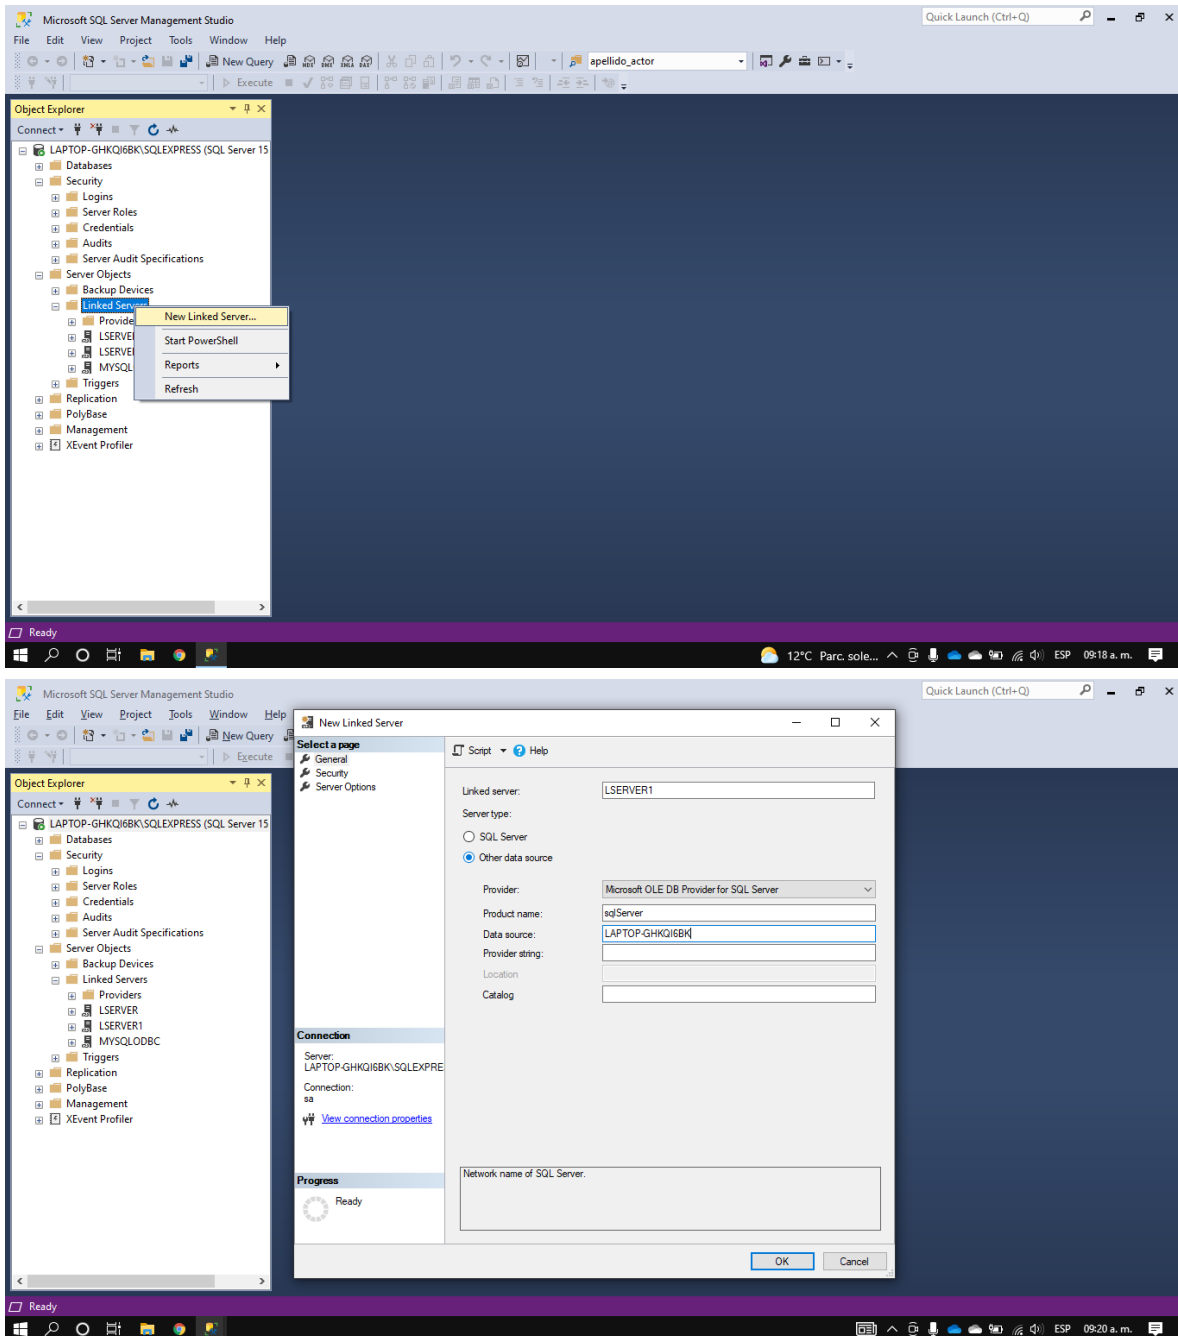 Microsoft SQL Server Management Studio
Quick Launch (Ctrl+Q)
File Edit View Project Tools Window Help
New Query MDX DMX XMLA DAX apellido_actor
Execute
Object Explorer
Connect
LAPTOP-GHKQI6BK\SQLEXPRESS (SQL Server 15
Databases
Security
Logins
Server Roles
Credentials
Audits
Server Audit Specifications
Server Objects
Backup Devices
Linked Servers
Provide
LSERVE
LSERVE
MYSQL
Triggers
Replication
PolyBase
Management
XEvent Profiler
New Linked Server...
Start PowerShell
Reports
Refresh
Ready
12°C Parc. sole... ESP 09:18 a. m.
Microsoft SQL Server Management Studio
Quick Launch (Ctrl+Q)
File Edit View Project Tools Window Help
New Query
Execute
Object Explorer
Connect
LAPTOP-GHKQI6BK\SQLEXPRESS (SQL Server 15
Databases
Security
Logins
Server Roles
Credentials
Audits
Server Audit Specifications
Server Objects
Backup Devices
Linked Servers
Providers
LSERVER
LSERVER1
MYSQLODBC
Triggers
Replication
PolyBase
Management
XEvent Profiler
New Linked Server
Select a page
General
Security
Server Options
Connection
Server:
LAPTOP-GHKQI6BK\SQLEXPRE
Connection:
sa
View connection properties
Progress
Ready
Script Help
Linked server: LSERVER1
Server type:
SQL Server
Other data source
Provider: Microsoft OLE DB Provider for SQL Server
Product name: sqlServer
Data source: LAPTOP-GHKQI6BK
Provider string:
Location
Catalog
Network name of SQL Server.
OK Cancel
Ready
ESP 09:20 a. m.